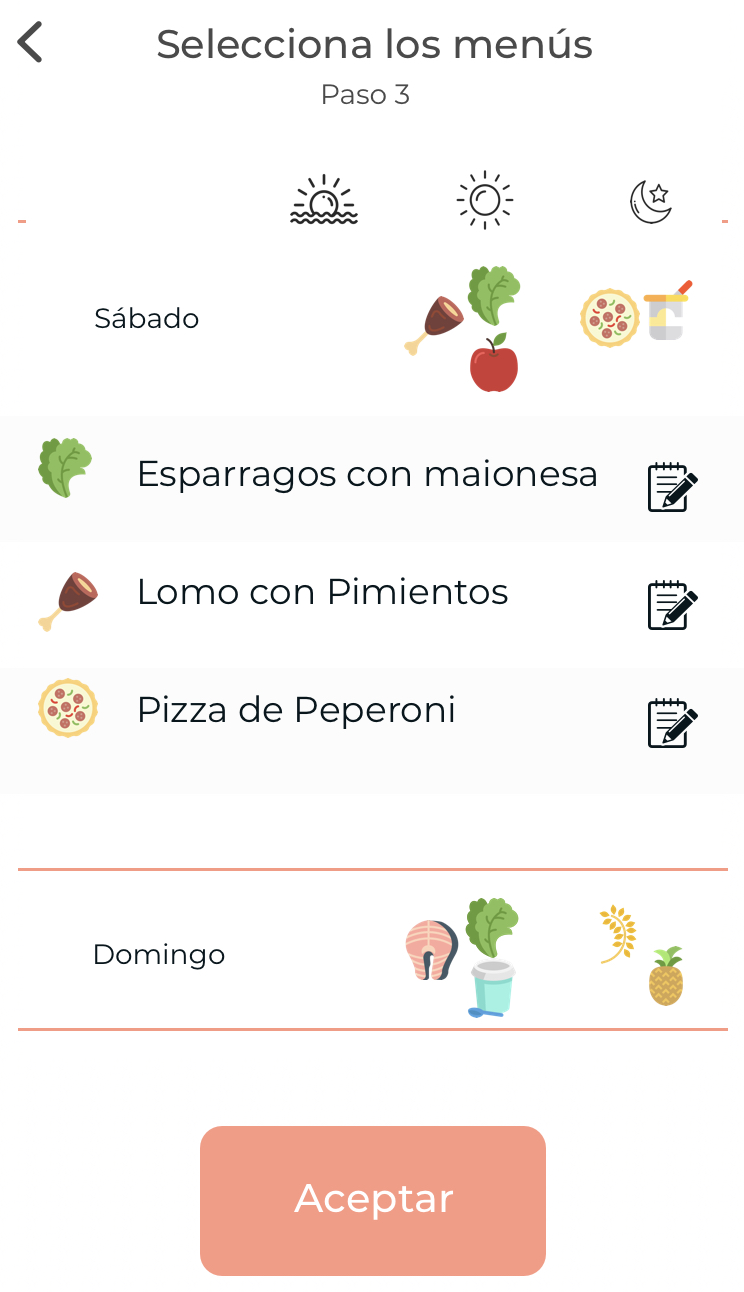 Selecciona los menús
Paso 3
Sábado
Esparragos con maionesa
Lomo con Pimientos
Pizza de Peperoni
Domingo
Aceptar